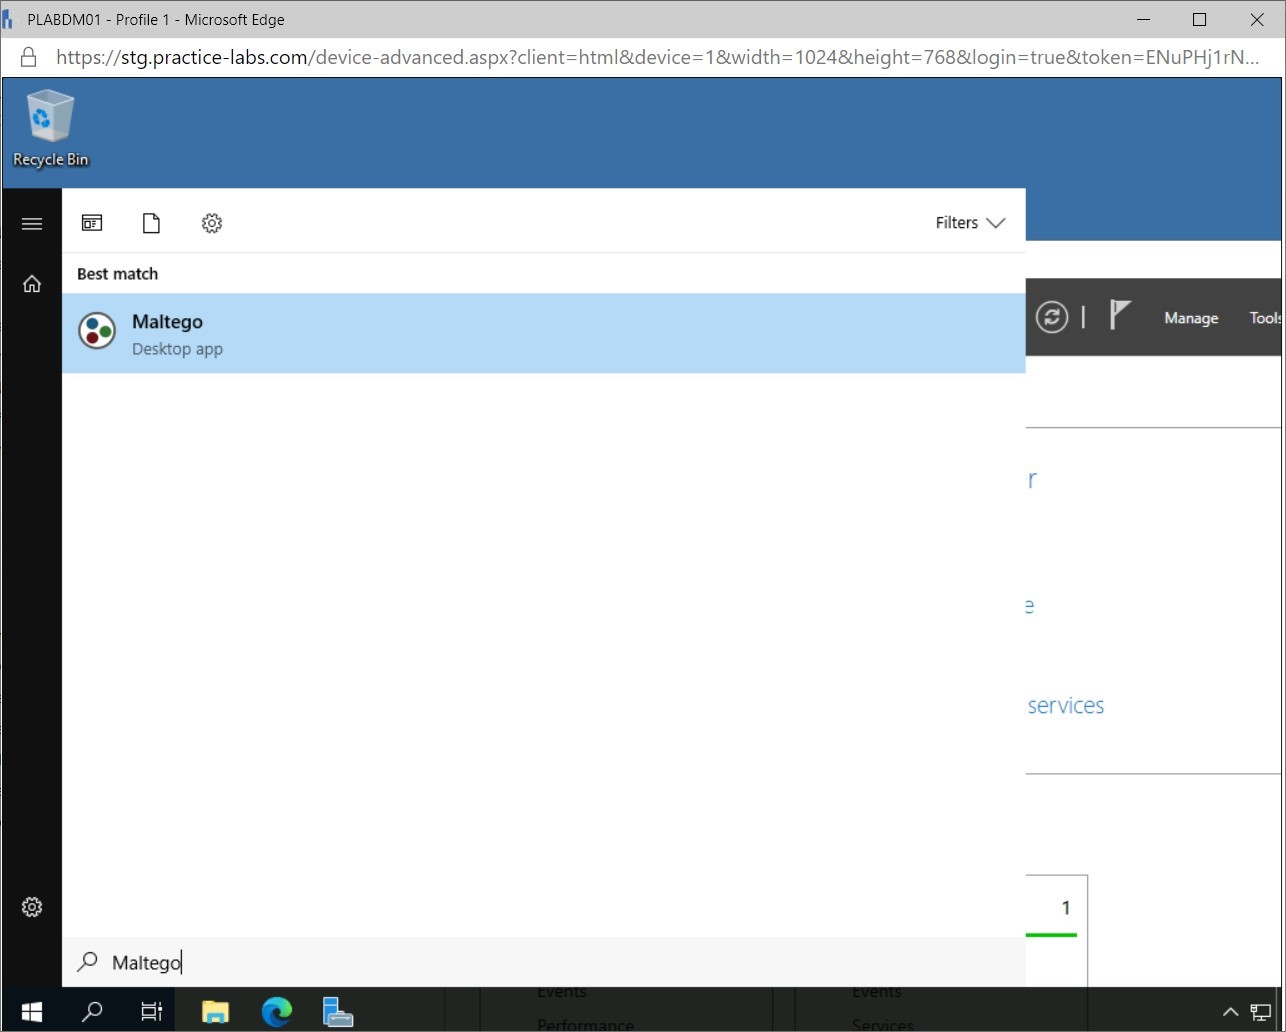 PLABDM01 - Profile 1 - Microsoft Edge
https://stg.practice-labs.com/device-advanced.aspx?client=html&device=1&width=1024&height=768&login=true&token=ENuPHj1rN...
Recycle Bin
Filters
Best match
Maltego
Desktop app
Manage
Tools
r
e
services
1
Maltego
Events
Events
Performance
Services